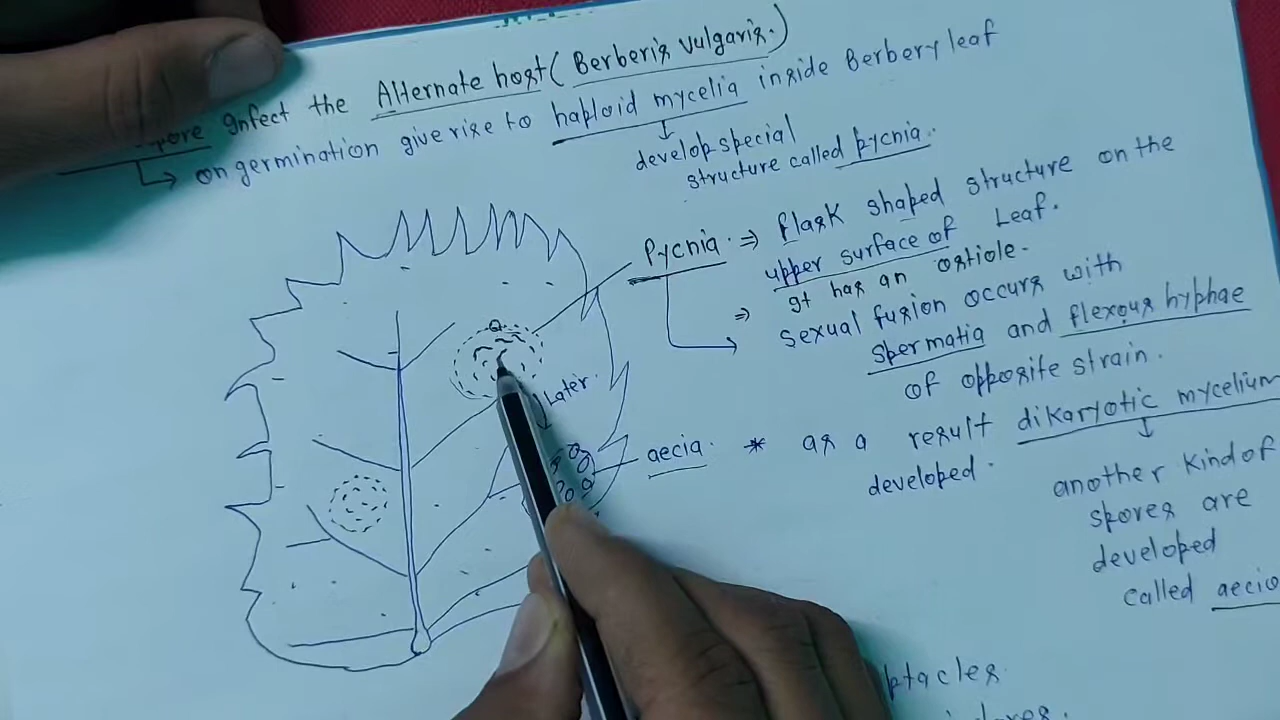 Infect the Alternate host (Berberis vulgaris.)
on germination give rise to haploid mycelia inside Berbery leaf
develop special
structure called pycnia.
Pycnia. ⇒ flask shaped structure on the
upper surface of Leaf.
⇒ It has an ostiole.
sexual fusion occurs with
spermatia and flexous hyphae
of opposite strain.
Later.
aecia. * as a result dikaryotic mycelium
developed.
another kind of
spores are
developed
called